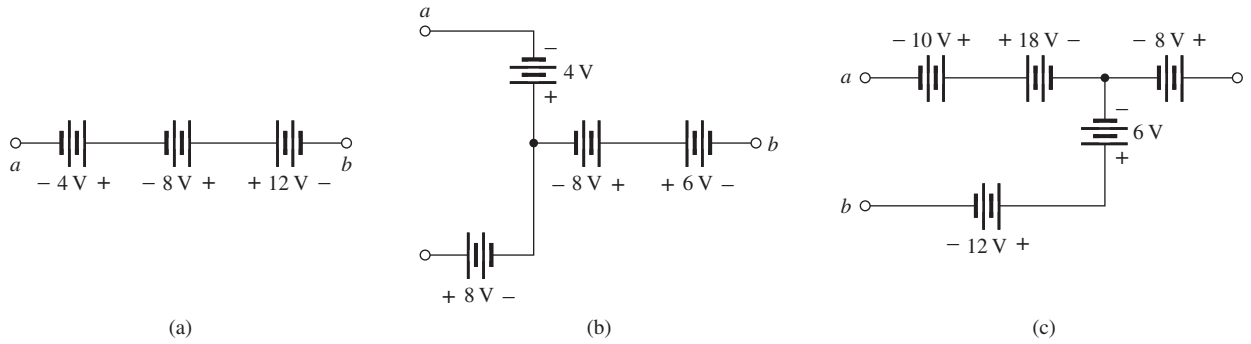 a
b
− 4 V +
− 8 V +
+ 12 V −
(a)
a
−
4 V
+
b
− 8 V +
+ 6 V −
+ 8 V −
(b)
− 10 V +
+ 18 V −
− 8 V +
a
−
6 V
+
b
− 12 V +
(c)